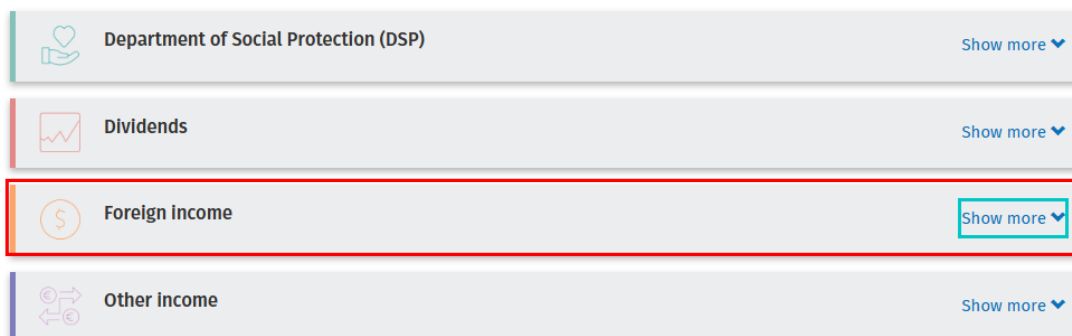 Department of Social Protection (DSP)
Show more
Dividends
Show more
Foreign income
Show more
Other income
Show more